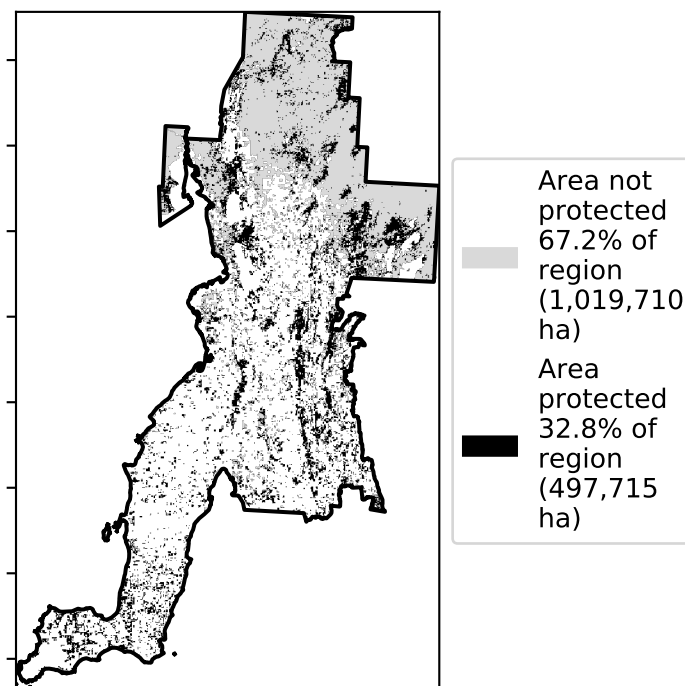 Area not
protected
67.2% of
region
(1,019,710
ha)
Area
protected
32.8% of
region
(497,715
ha)